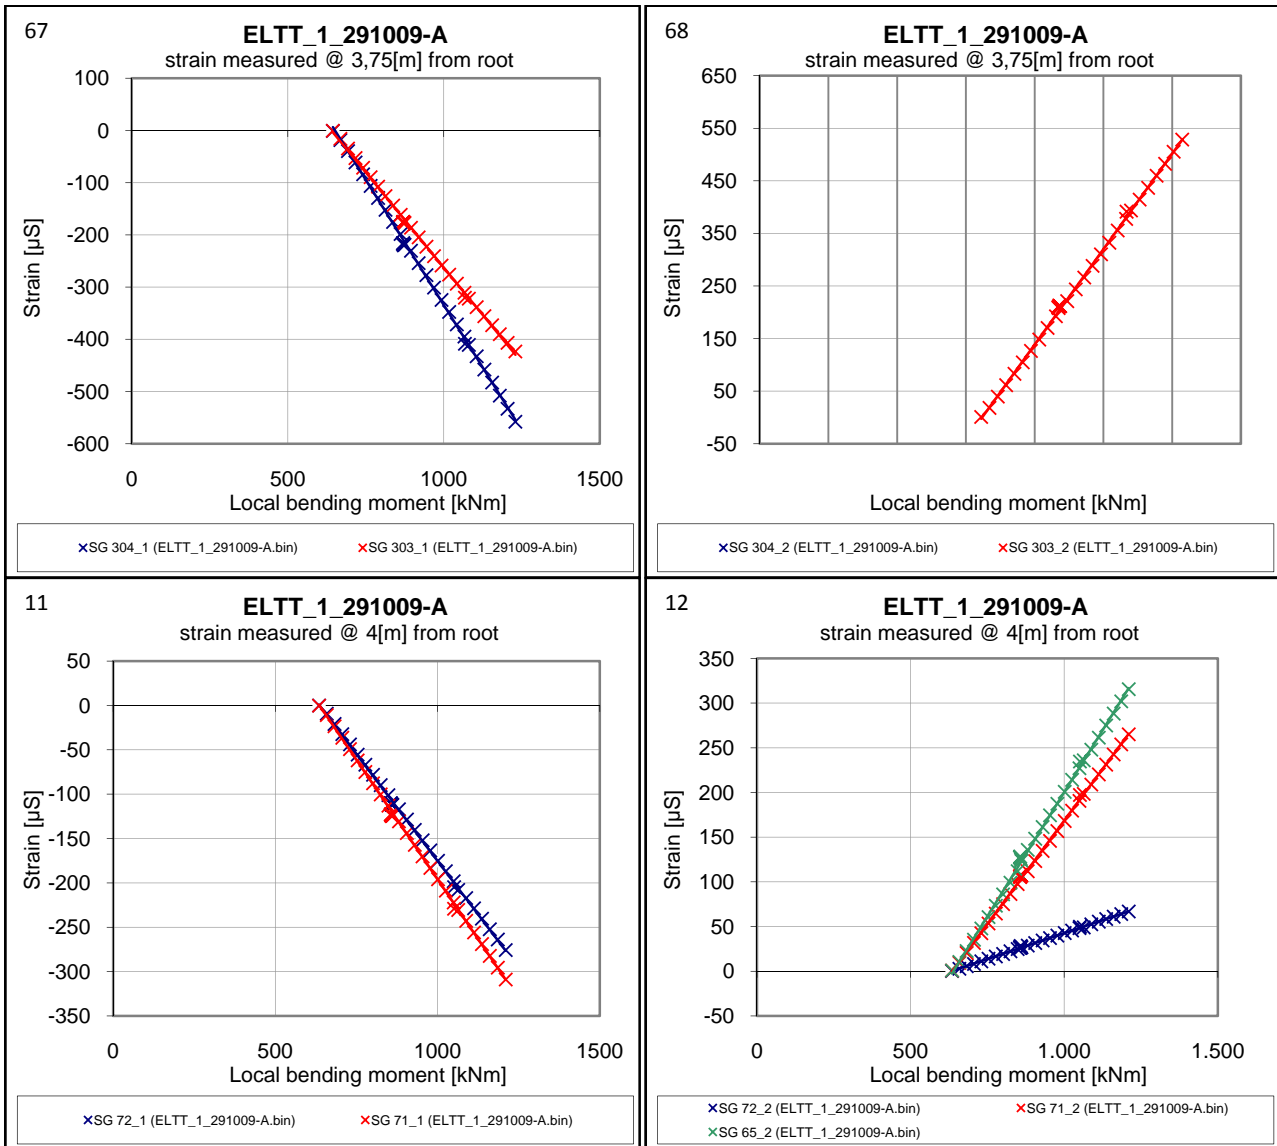 67
ELTT_1_291009-A
strain measured @ 3,75[m] from root
100
0
-100
-200
-300
-400
-500
-600
Strain [µS]
0 500 1000 1500
Local bending moment [kNm]
SG 304_1 (ELTT_1_291009-A.bin) SG 303_1 (ELTT_1_291009-A.bin)
68
ELTT_1_291009-A
strain measured @ 3,75[m] from root
650
550
450
350
250
150
50
-50
Strain [µS]
Local bending moment [kNm]
SG 304_2 (ELTT_1_291009-A.bin) SG 303_2 (ELTT_1_291009-A.bin)
11
ELTT_1_291009-A
strain measured @ 4[m] from root
50
0
-50
-100
-150
-200
-250
-300
-350
Strain [µS]
0 500 1000 1500
Local bending moment [kNm]
SG 72_1 (ELTT_1_291009-A.bin) SG 71_1 (ELTT_1_291009-A.bin)
12
ELTT_1_291009-A
strain measured @ 4[m] from root
350
300
250
200
150
100
50
0
-50
Strain [µS]
0 500 1.000 1.500
Local bending moment [kNm]
SG 72_2 (ELTT_1_291009-A.bin) SG 71_2 (ELTT_1_291009-A.bin)
SG 65_2 (ELTT_1_291009-A.bin)